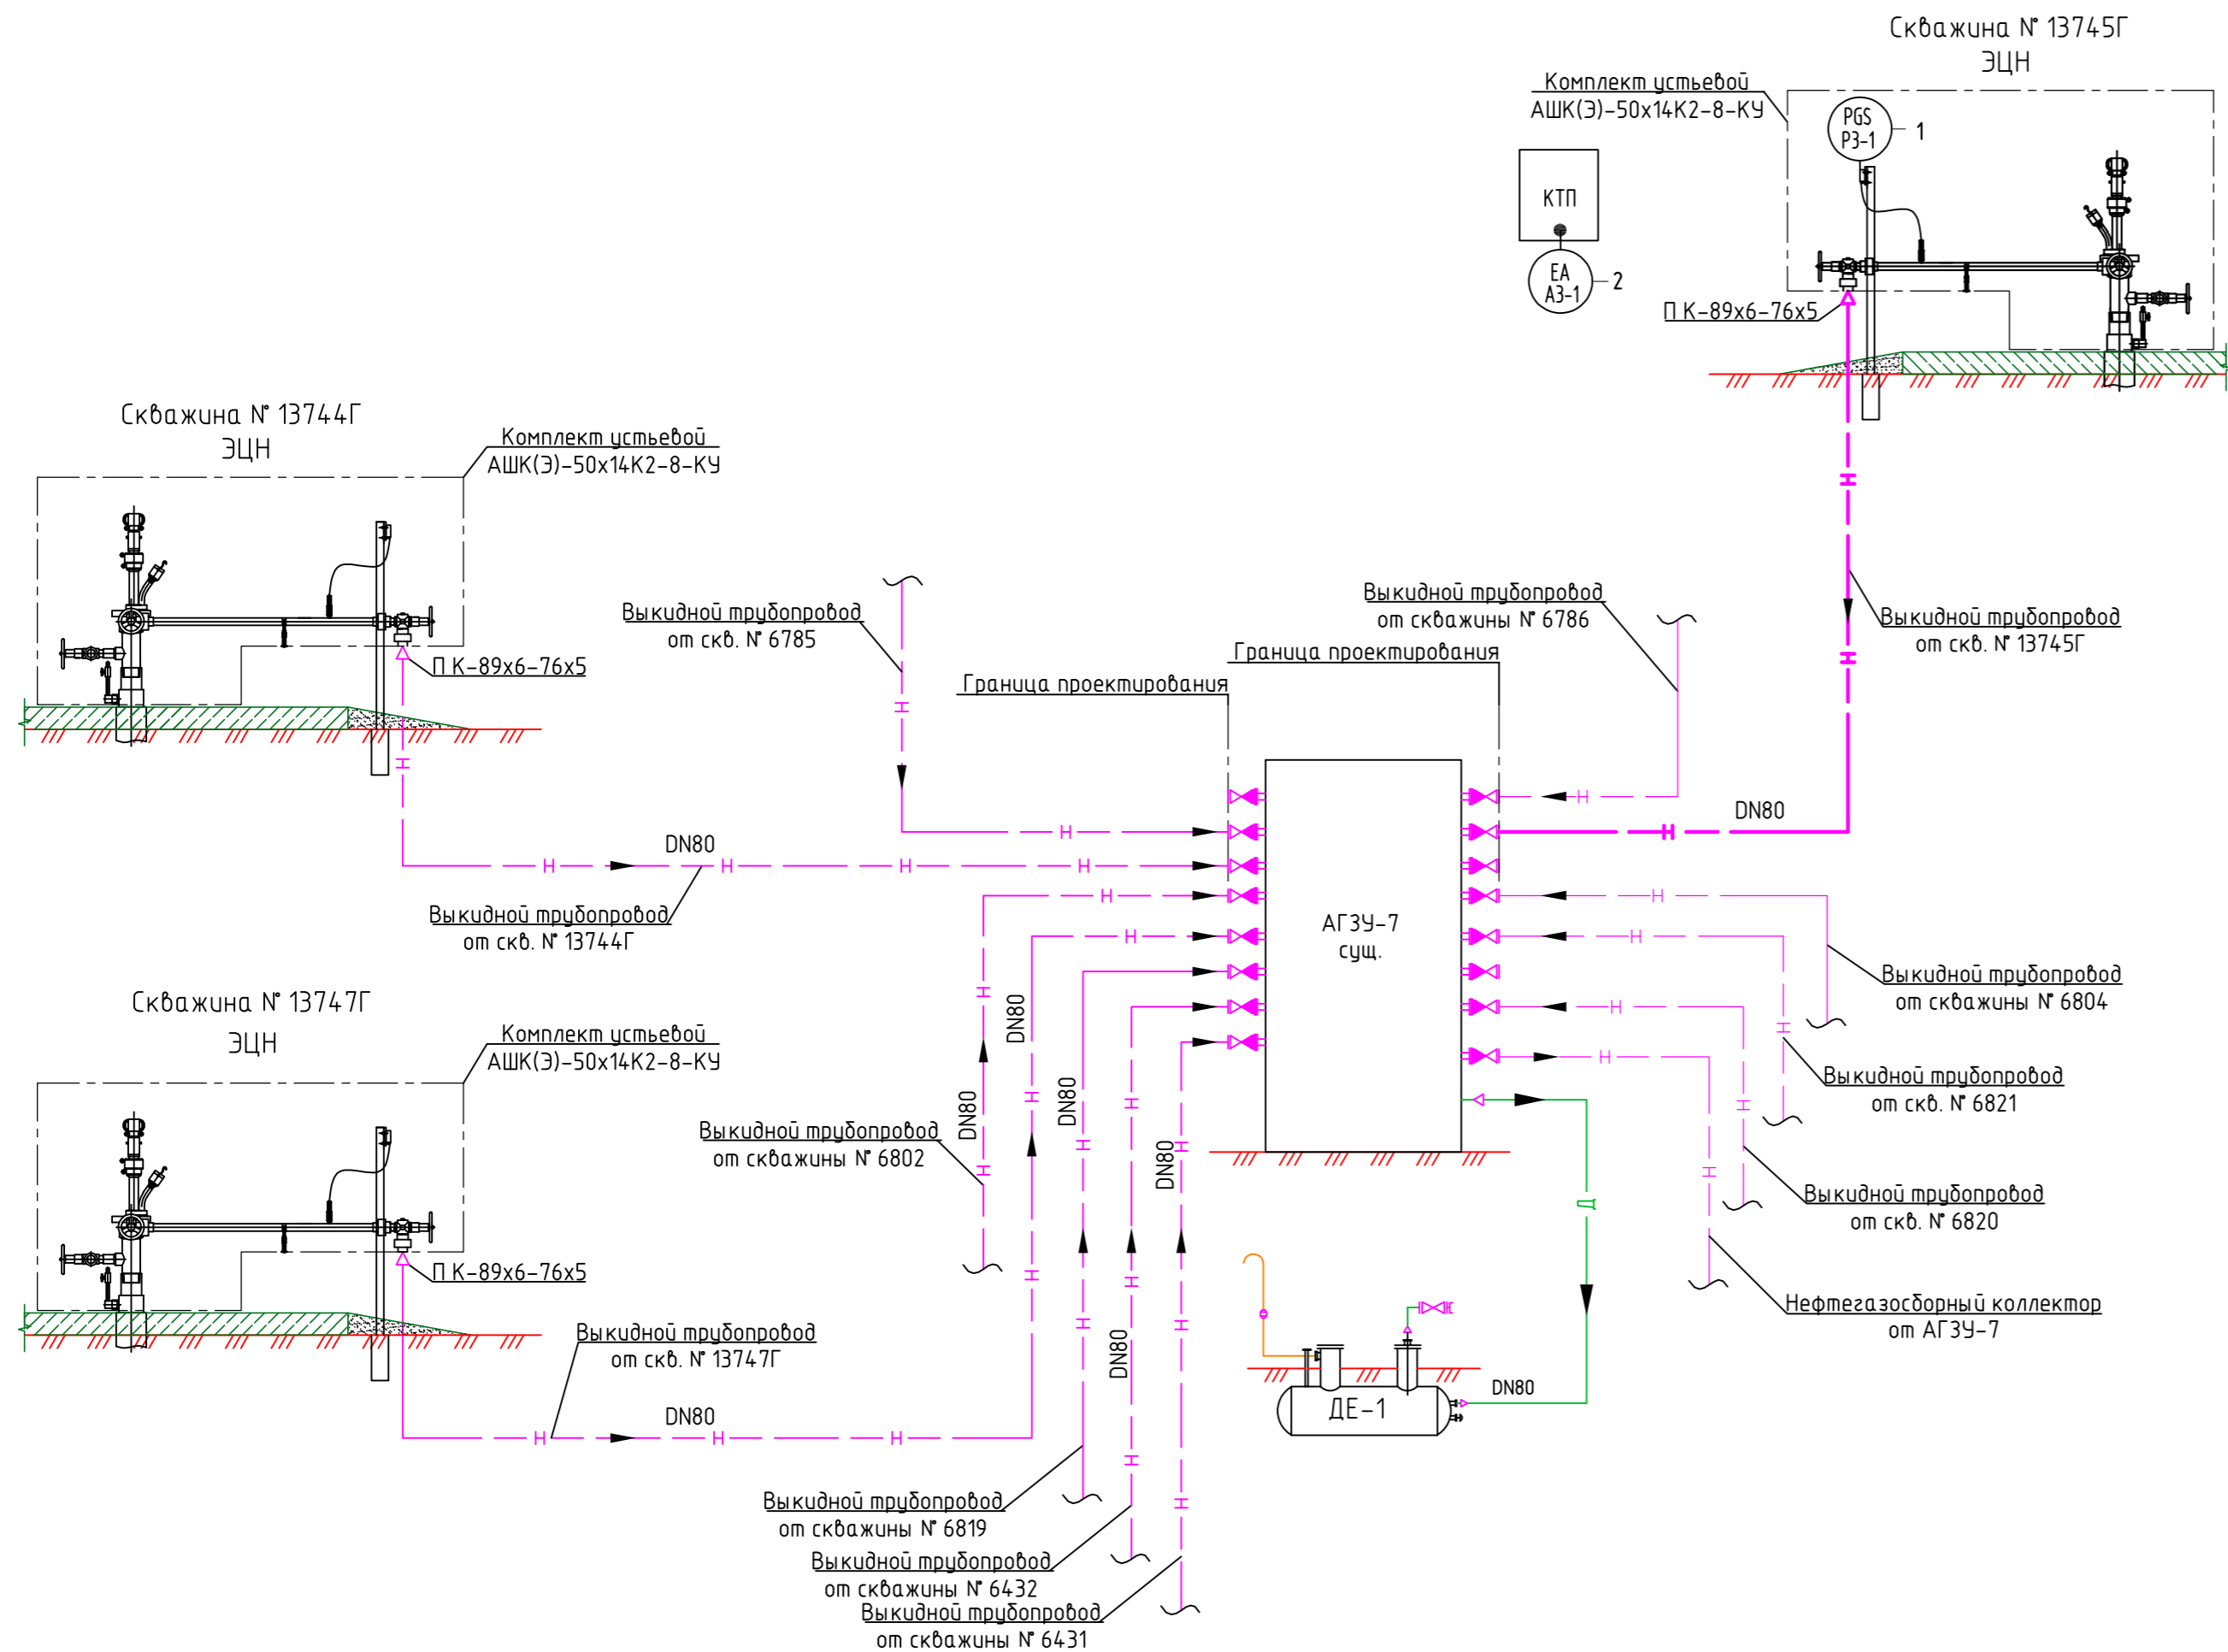 Скважина № 13745Г
ЭЦН
Комплект устьевой
АШК(Э)-50х14К2-8-КУ
PGS
РЗ-1
1
КТП
EA
АЗ-1
2
П К-89х6-76х5
Скважина № 13744Г
ЭЦН
Комплект устьевой
АШК(Э)-50х14К2-8-КУ
П К-89х6-76х5
Выкидной трубопровод
от скв. № 6785
Выкидной трубопровод
от скважины № 6786
Выкидной трубопровод
от скв. № 13745Г
Граница проектирования
Граница проектирования
Н
Н
Н
Н
Н
Н
DN80
Н
Н
DN80
Н
Н
Н
Н
Н
Н
Выкидной трубопровод
от скв. № 13744Г
АГЗУ-7
сущ.
Н
Н
Выкидной трубопровод
от скважины № 6804
Скважина № 13747Г
ЭЦН
Комплект устьевой
АШК(Э)-50х14К2-8-КУ
П К-89х6-76х5
Н
DN80
Н
Н
Н
Н
Выкидной трубопровод
от скв. № 6821
DN80
DN80
Н
Н
Н
Выкидной трубопровод
от скважины № 6802
Н
Н
DN80
Н
Н
Выкидной трубопровод
от скв. № 6820
Д
Н
Н
Н
Н
Нефтегазосборный коллектор
от АГЗУ-7
Выкидной трубопровод
от скв. № 13747Г
DN80
DN80
ДЕ-1
DN80
Н
Н
Н
Н
Н
Выкидной трубопровод
от скважины № 6819
Выкидной трубопровод
от скважины № 6432
Выкидной трубопровод
от скважины № 6431